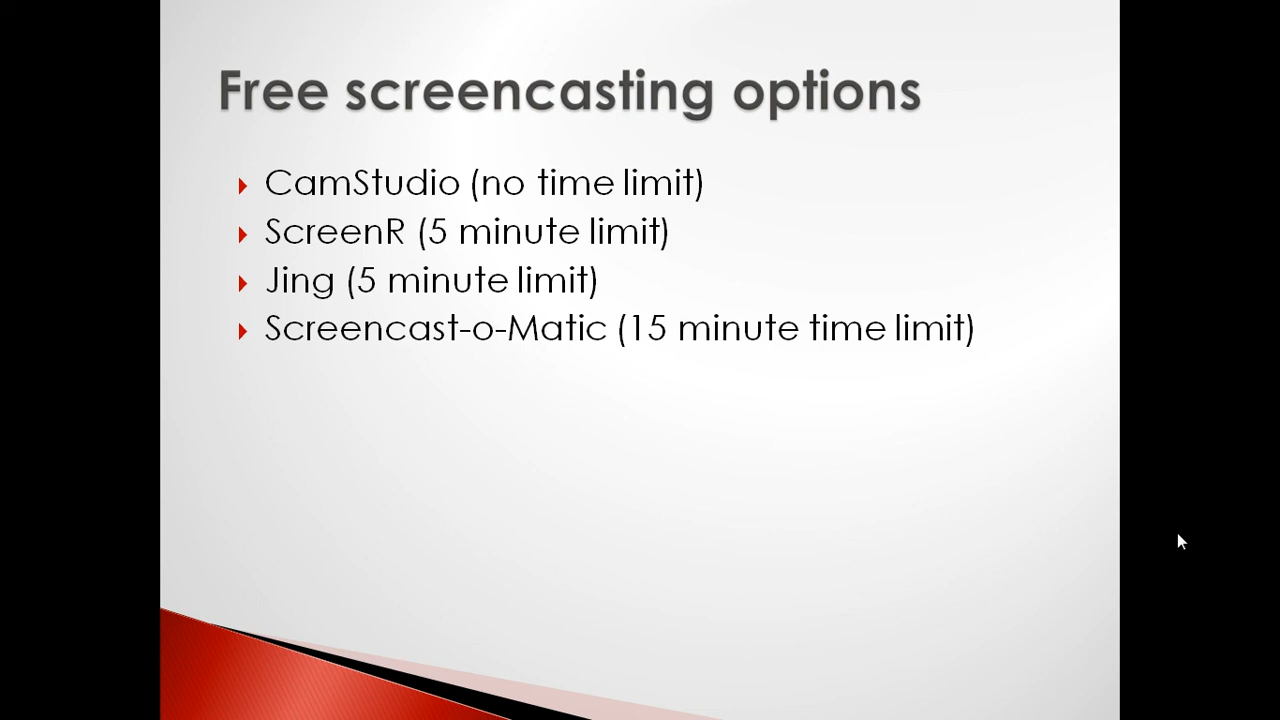 Free screencasting options
CamStudio (no time limit)
ScreenR (5 minute limit)
Jing (5 minute limit)
Screencast-o-Matic (15 minute time limit)